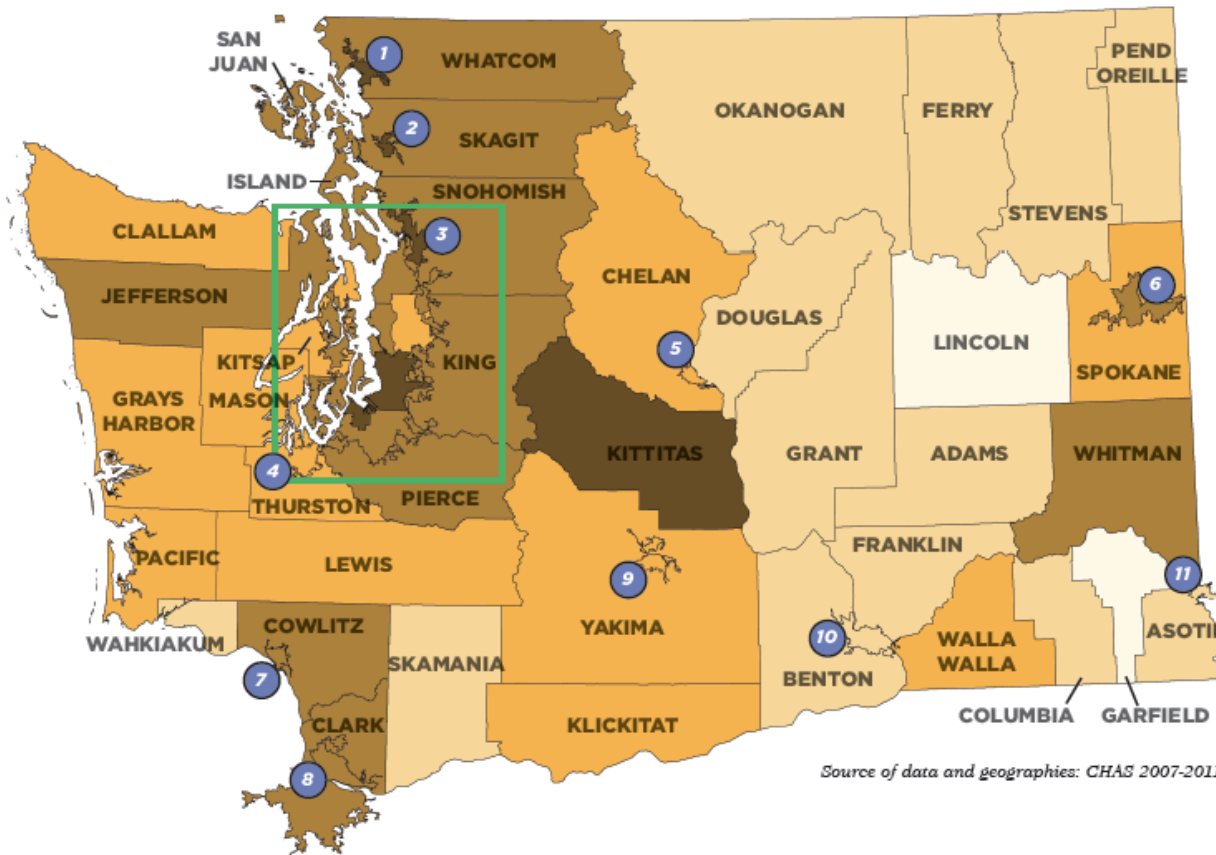 SAN
JUAN
1
WHATCOM
PEND
OREILLE
OKANOGAN
FERRY
2
SKAGIT
ISLAND
SNOHOMISH
STEVENS
CLALLAM
3
CHELAN
6
JEFFERSON
DOUGLAS
LINCOLN
5
KITSAP
KING
SPOKANE
GRAYS
HARBOR
MASON
KITTITAS
GRANT
ADAMS
WHITMAN
4
THURSTON
PIERCE
FRANKLIN
PACIFIC
LEWIS
9
11
YAKIMA
COWLITZ
10
WALLA
WALLA
ASOTI
WAHKIAKUM
SKAMANIA
BENTON
7
CLARK
KLICKITAT
COLUMBIA
GARFIELD
8
Source of data and geographies: CHAS 2007-2011